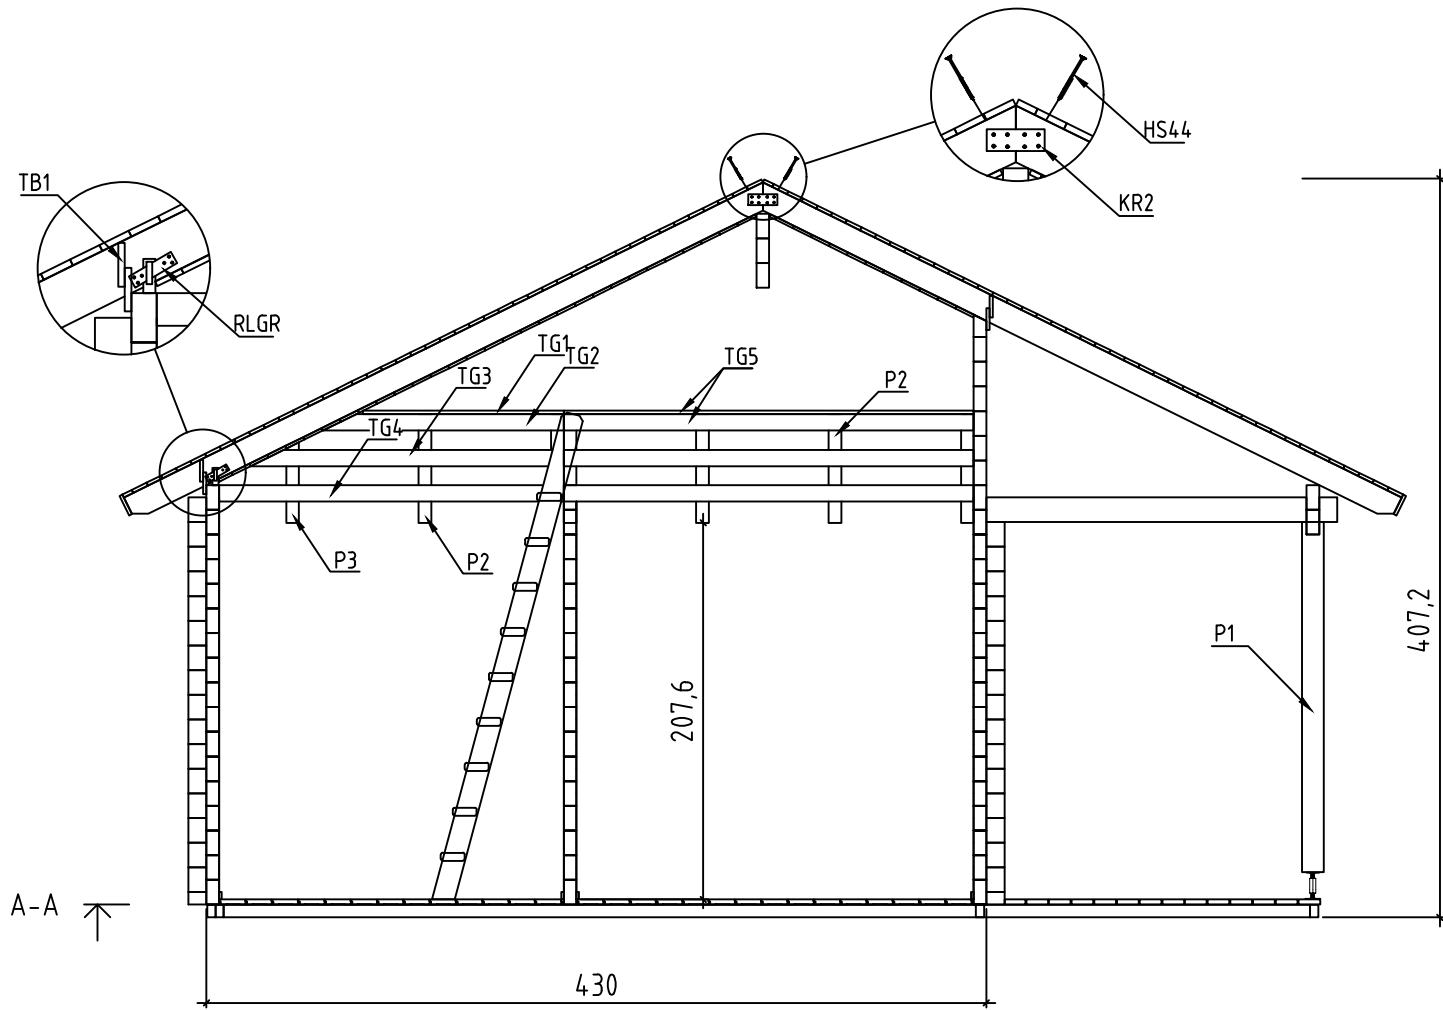 HS44
TB1
KR2
RLGR
TG1
TG2
TG5
TG3
P2
TG4
P3
P2
407,2
P1
207,6
A-A
430